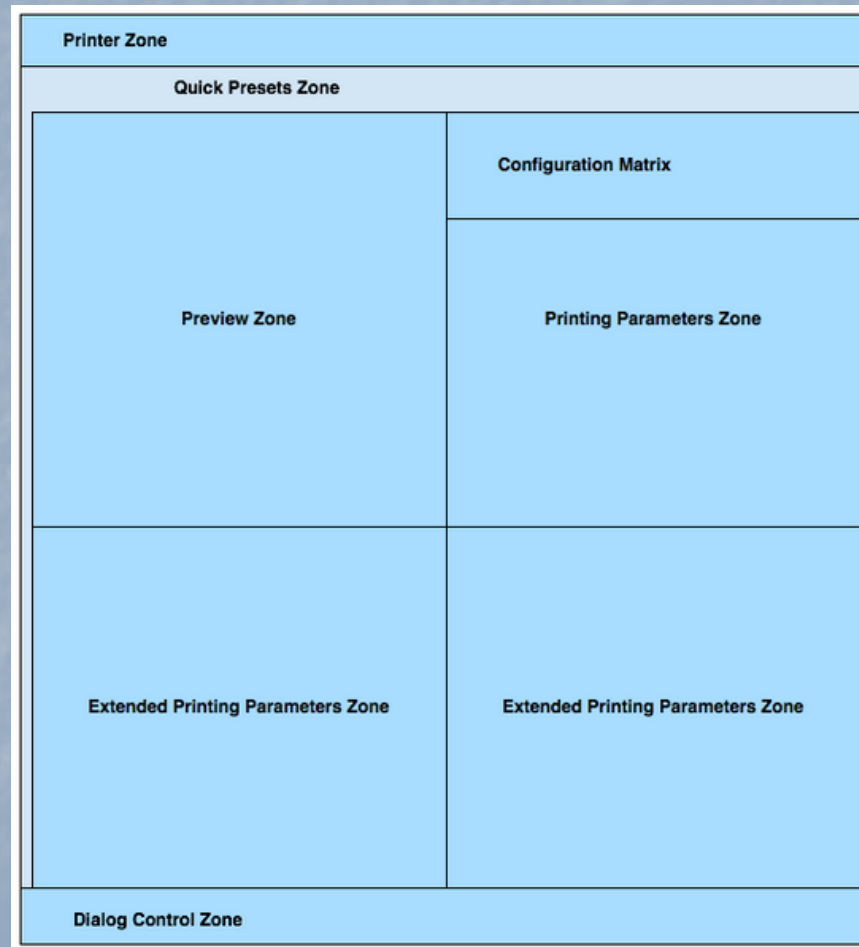 Printer Zone
Quick Presets Zone
Configuration Matrix
Preview Zone
Printing Parameters Zone
Extended Printing Parameters Zone
Extended Printing Parameters Zone
Dialog Control Zone